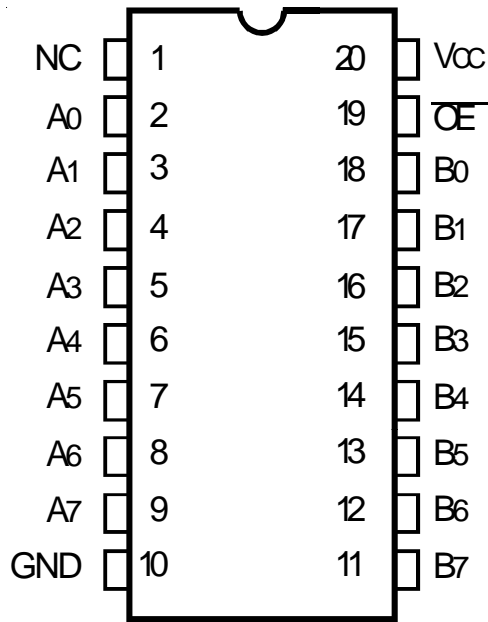 NC 1 20 VCC
A0 2 19 O̅E̅
A1 3 18 B0
A2 4 17 B1
A3 5 16 B2
A4 6 15 B3
A5 7 14 B4
A6 8 13 B5
A7 9 12 B6
GND 10 11 B7